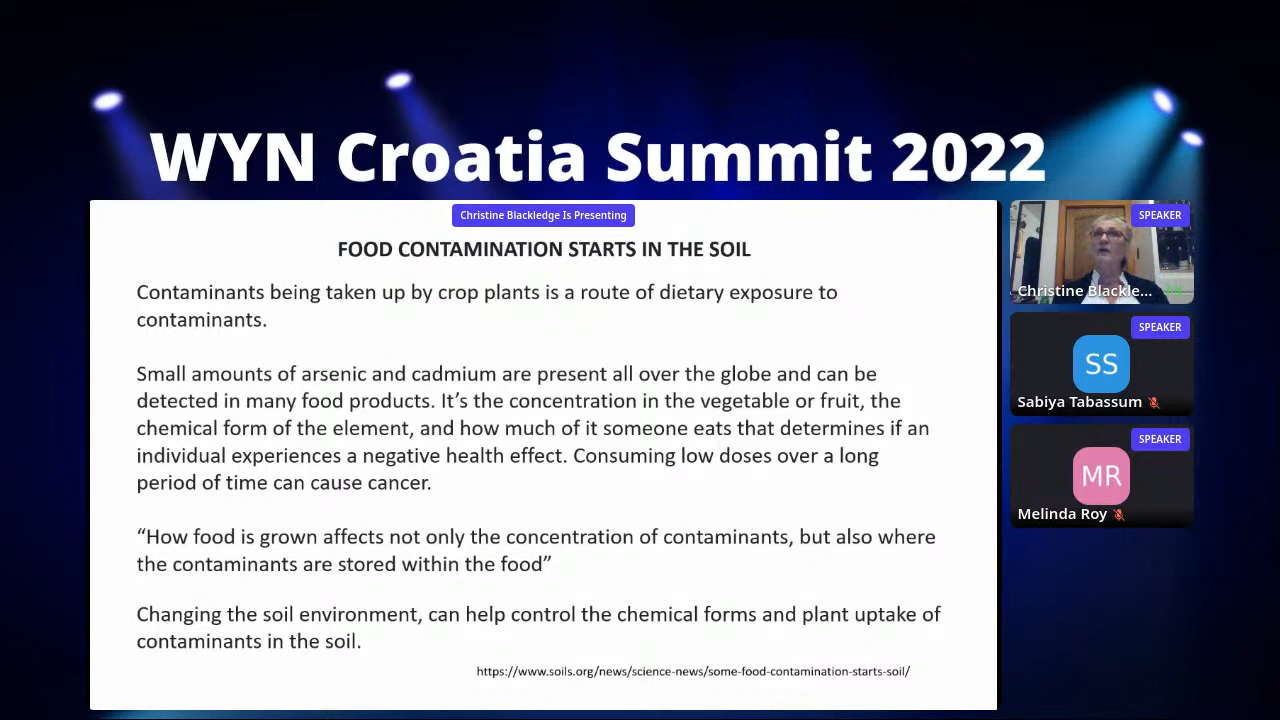 WYN Croatia Summit 2022
Christine Blackledge Is Presenting
FOOD CONTAMINATION STARTS IN THE SOIL
Contaminants being taken up by crop plants is a route of dietary exposure to
contaminants.
Small amounts of arsenic and cadmium are present all over the globe and can be
detected in many food products. It’s the concentration in the vegetable or fruit, the
chemical form of the element, and how much of it someone eats that determines if an
individual experiences a negative health effect. Consuming low doses over a long
period of time can cause cancer.
“How food is grown affects not only the concentration of contaminants, but also where
the contaminants are stored within the food”
Changing the soil environment, can help control the chemical forms and plant uptake of
contaminants in the soil.
https://www.soils.org/news/science-news/some-food-contamination-starts-soil/
SPEAKER
Christine Blackle...
SPEAKER
SS
Sabiya Tabassum
SPEAKER
MR
Melinda Roy